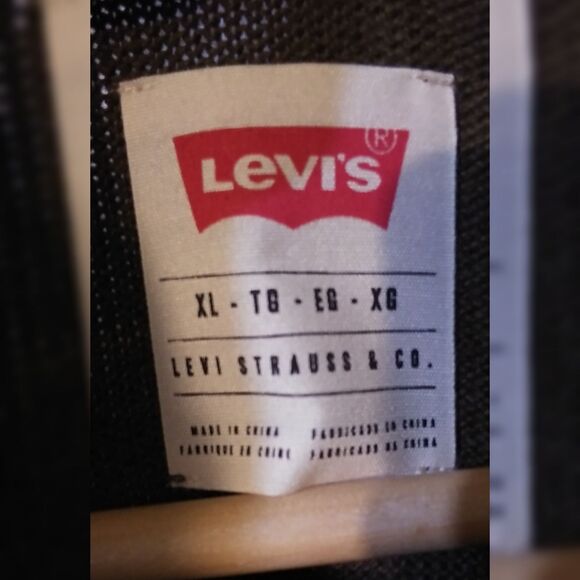 LEVI'S®
XL - TG - EG - XG
LEVI STRAUSS & CO.
MADE IN CHINA FABRICADO EN CHINA
FABRIQUE EN CHINE FABRICADO NA CHINA